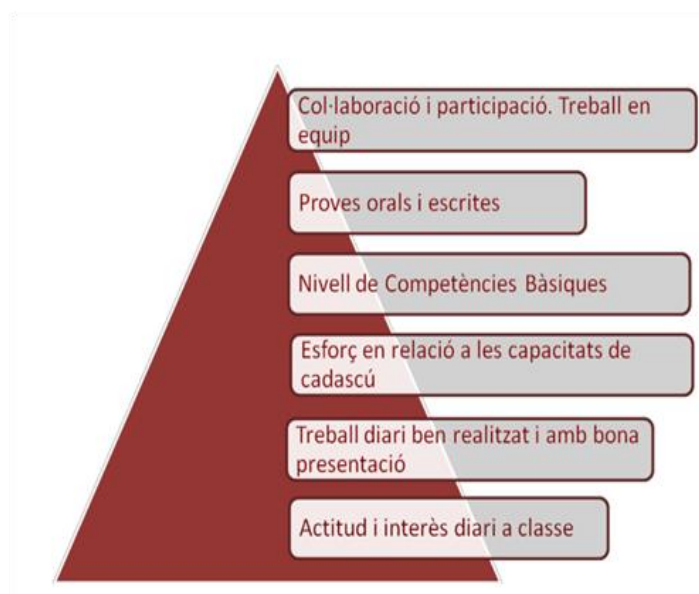 Col·laboració i participació. Treball en
equip
Proves orals i escrites
Nivell de Competències Bàsiques
Esforç en relació a les capacitats de
cadascú
Treball diari ben realitzat i amb bona
presentació
Actitud i interès diari a classe